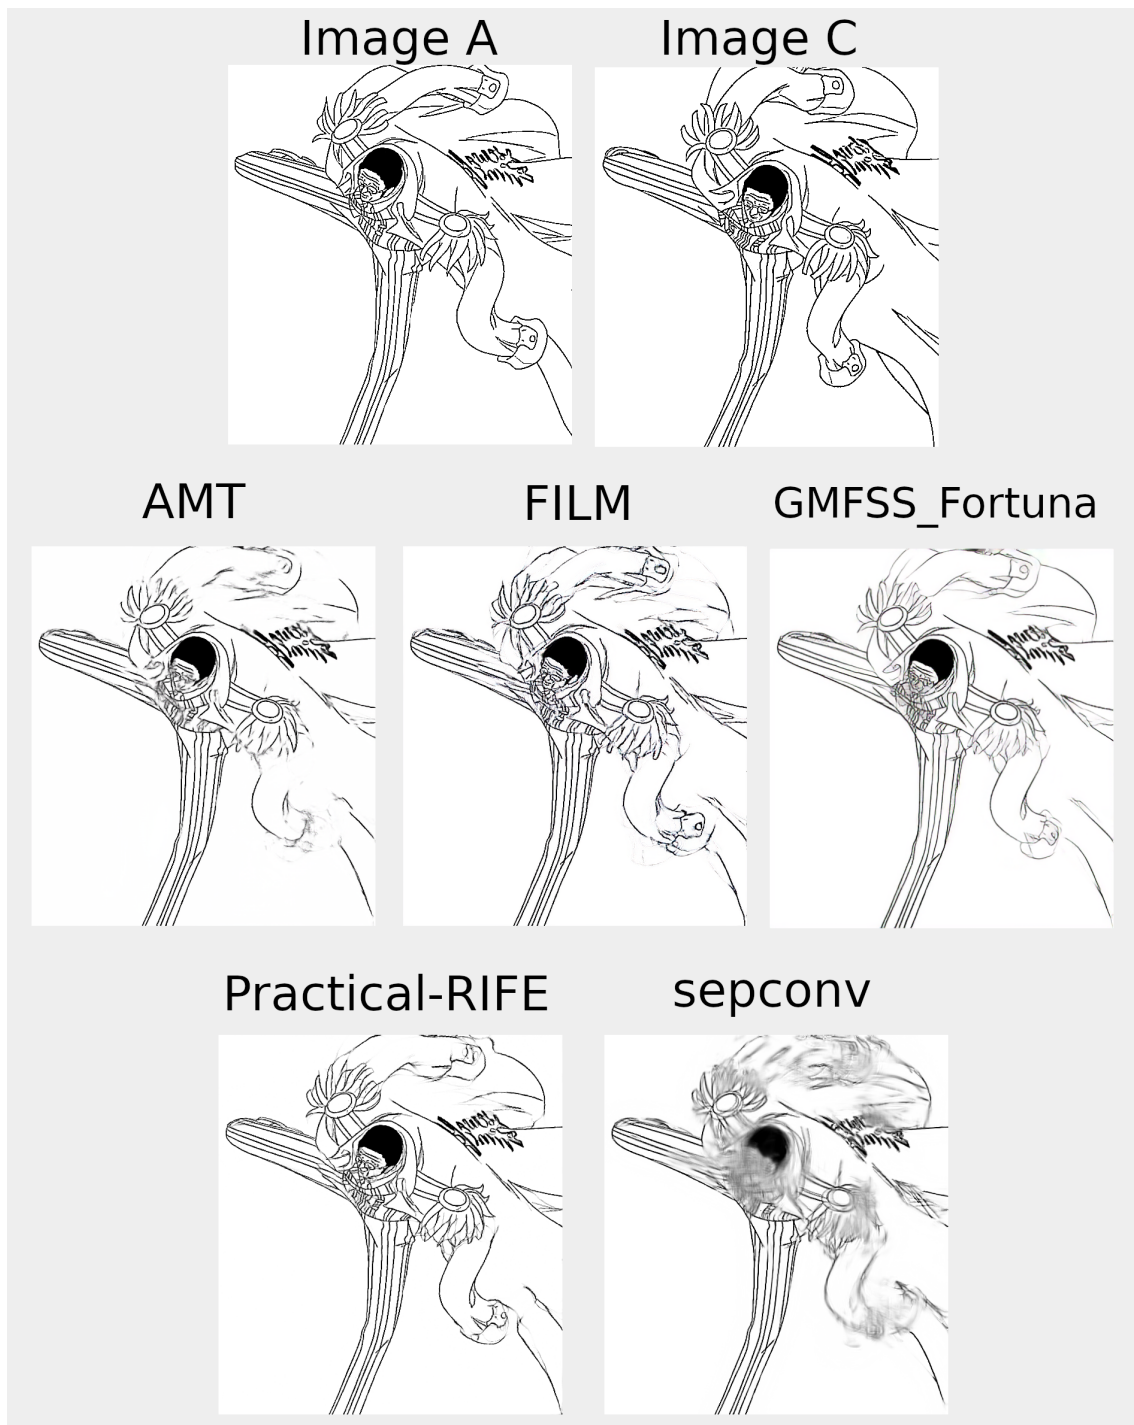 Image A
Image C
AMT
FILM
GMFSS_Fortuna
Practical-RIFE
sepconv